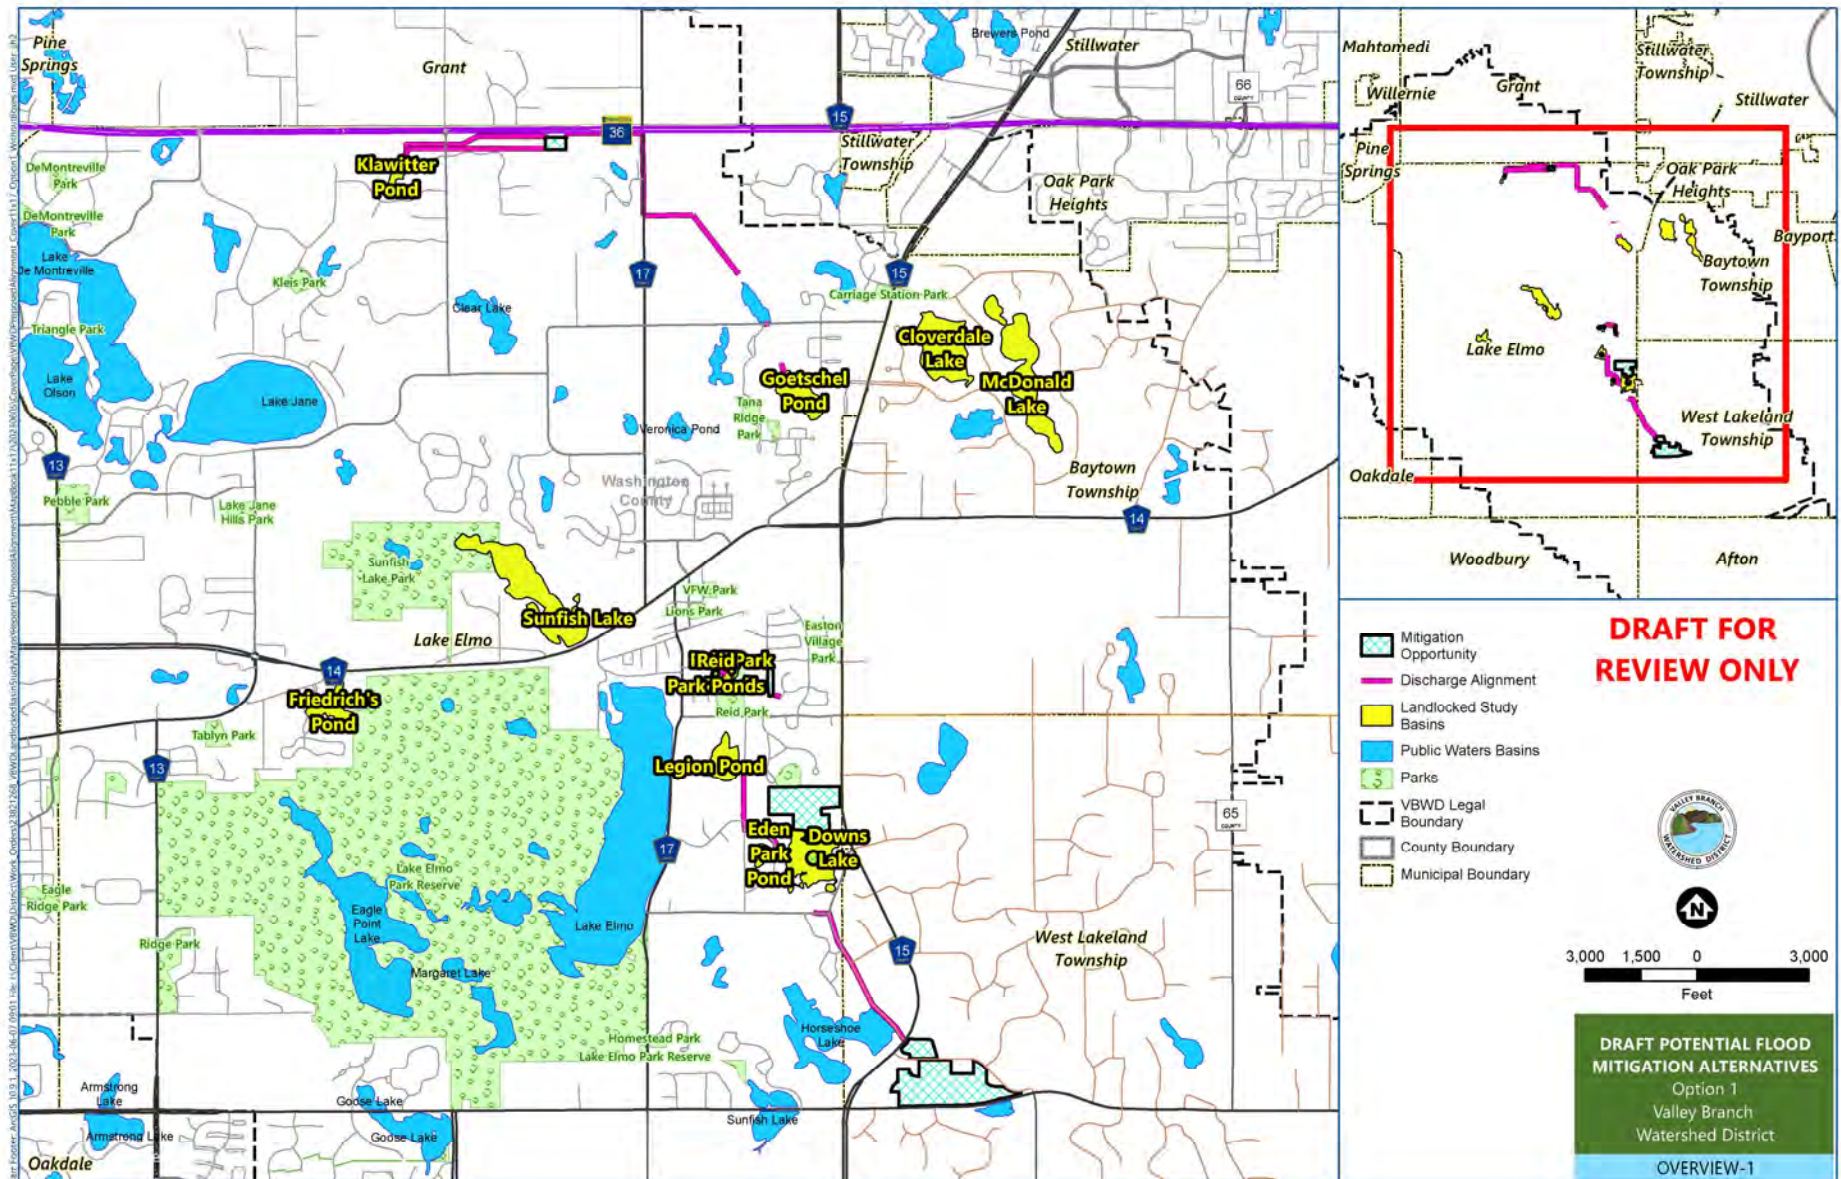 Pine
Springs
Grant
Brewers Pond
Stillwater
66
COUNTY
15
36
Stillwater
Township
Klawitter
Pond
DeMontreville
Park
Oak Park
Heights
DeMontreville
Park
Lake
De Montreville
17
15
Kleis Park
Carriage Station Park
Clear Lake
Triangle Park
Cloverdale
Lake
McDonald
Lake
Goetschel
Pond
Lake
Olson
Lake Jane
Tana
Ridge
Park
Veronica Pond
13
Baytown
Township
Washington
County
Pebble Park
Lake Jane
Hills Park
14
Sunfish
Lake Park
VFW Park
Lions Park
Sunfish Lake
Lake Elmo
Easton
Village
Park
Reid Park
Park Ponds
14
Friedrich's
Pond
Reid Park
Tablyn Park
13
Legion Pond
65
COUNTY
Eden
Park
Pond
Downs
Lake
17
Lake Elmo
Park Reserve
Eagle
Ridge Park
Eagle
Point
Lake
Lake Elmo
Ridge Park
West Lakeland
Township
15
Margaret Lake
Horseshoe
Lake
Homestead Park
Lake Elmo Park Reserve
Armstrong
Lake
Goose Lake
Sunfish Lake
Armstrong Lake
Goose Lake
Oakdale
Mahtomedi
Stillwater
Township
Willernie
Grant
Stillwater
Pine
Springs
Oak Park
Heights
Bayport
Baytown
Township
Lake Elmo
West Lakeland
Township
Oakdale
Woodbury
Afton
Mitigation
Opportunity
Discharge Alignment
Landlocked Study
Basins
Public Waters Basins
Parks
VBWD Legal
Boundary
County Boundary
Municipal Boundary
DRAFT FOR
REVIEW ONLY
VALLEY BRANCH
WATERSHED DISTRICT
N
3,000 1,500 0 3,000
Feet
DRAFT POTENTIAL FLOOD
MITIGATION ALTERNATIVES
Option 1
Valley Branch
Watershed District
OVERVIEW-1